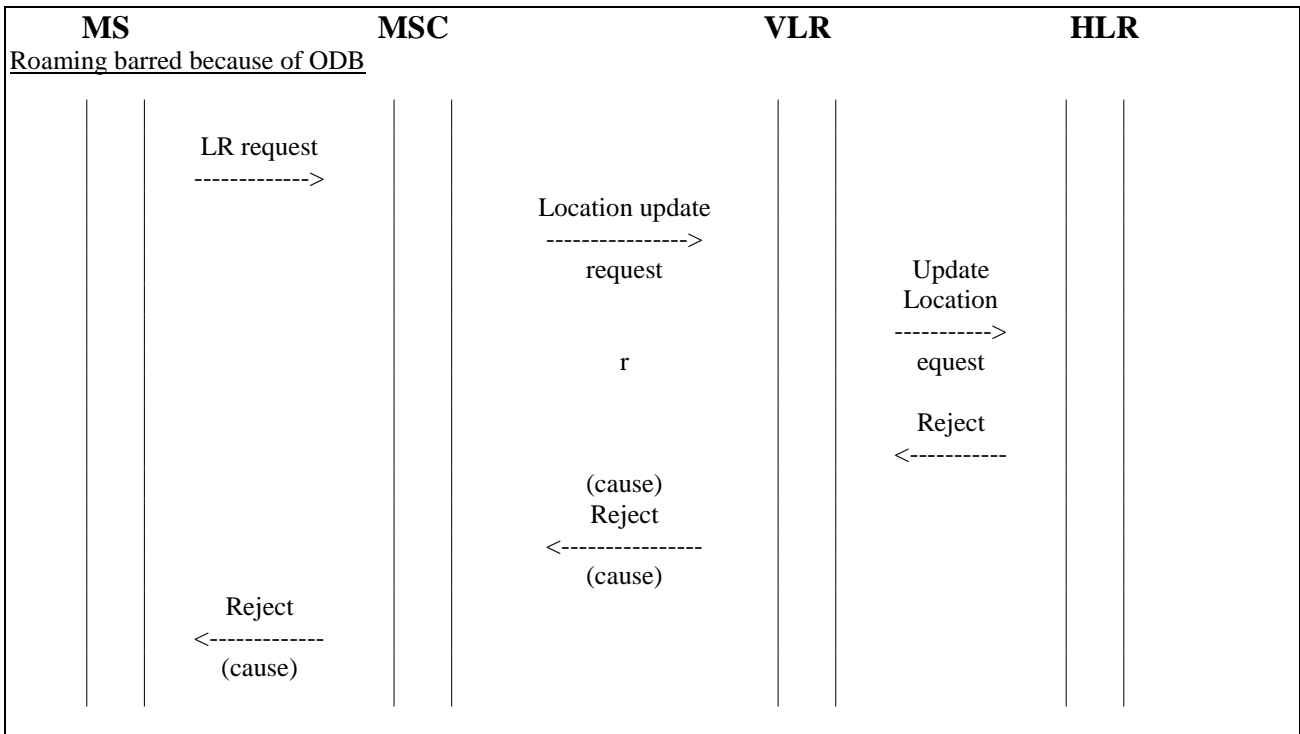 MS MSC VLR HLR
Roaming barred because of ODB
LR request
------------->
Location update
---------------->
request Update
Location
----------->
r equest
Reject
<-----------
(cause)
Reject
<----------------
(cause)
Reject
<-------------
(cause)